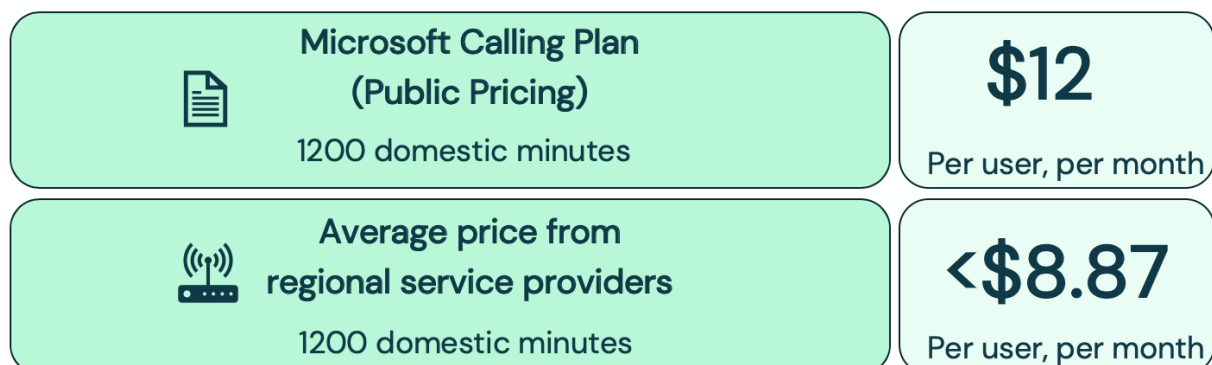 Microsoft Calling Plan
(Public Pricing)
1200 domestic minutes
$12
Per user, per month
Average price from
regional service providers
1200 domestic minutes
<$8.87
Per user, per month